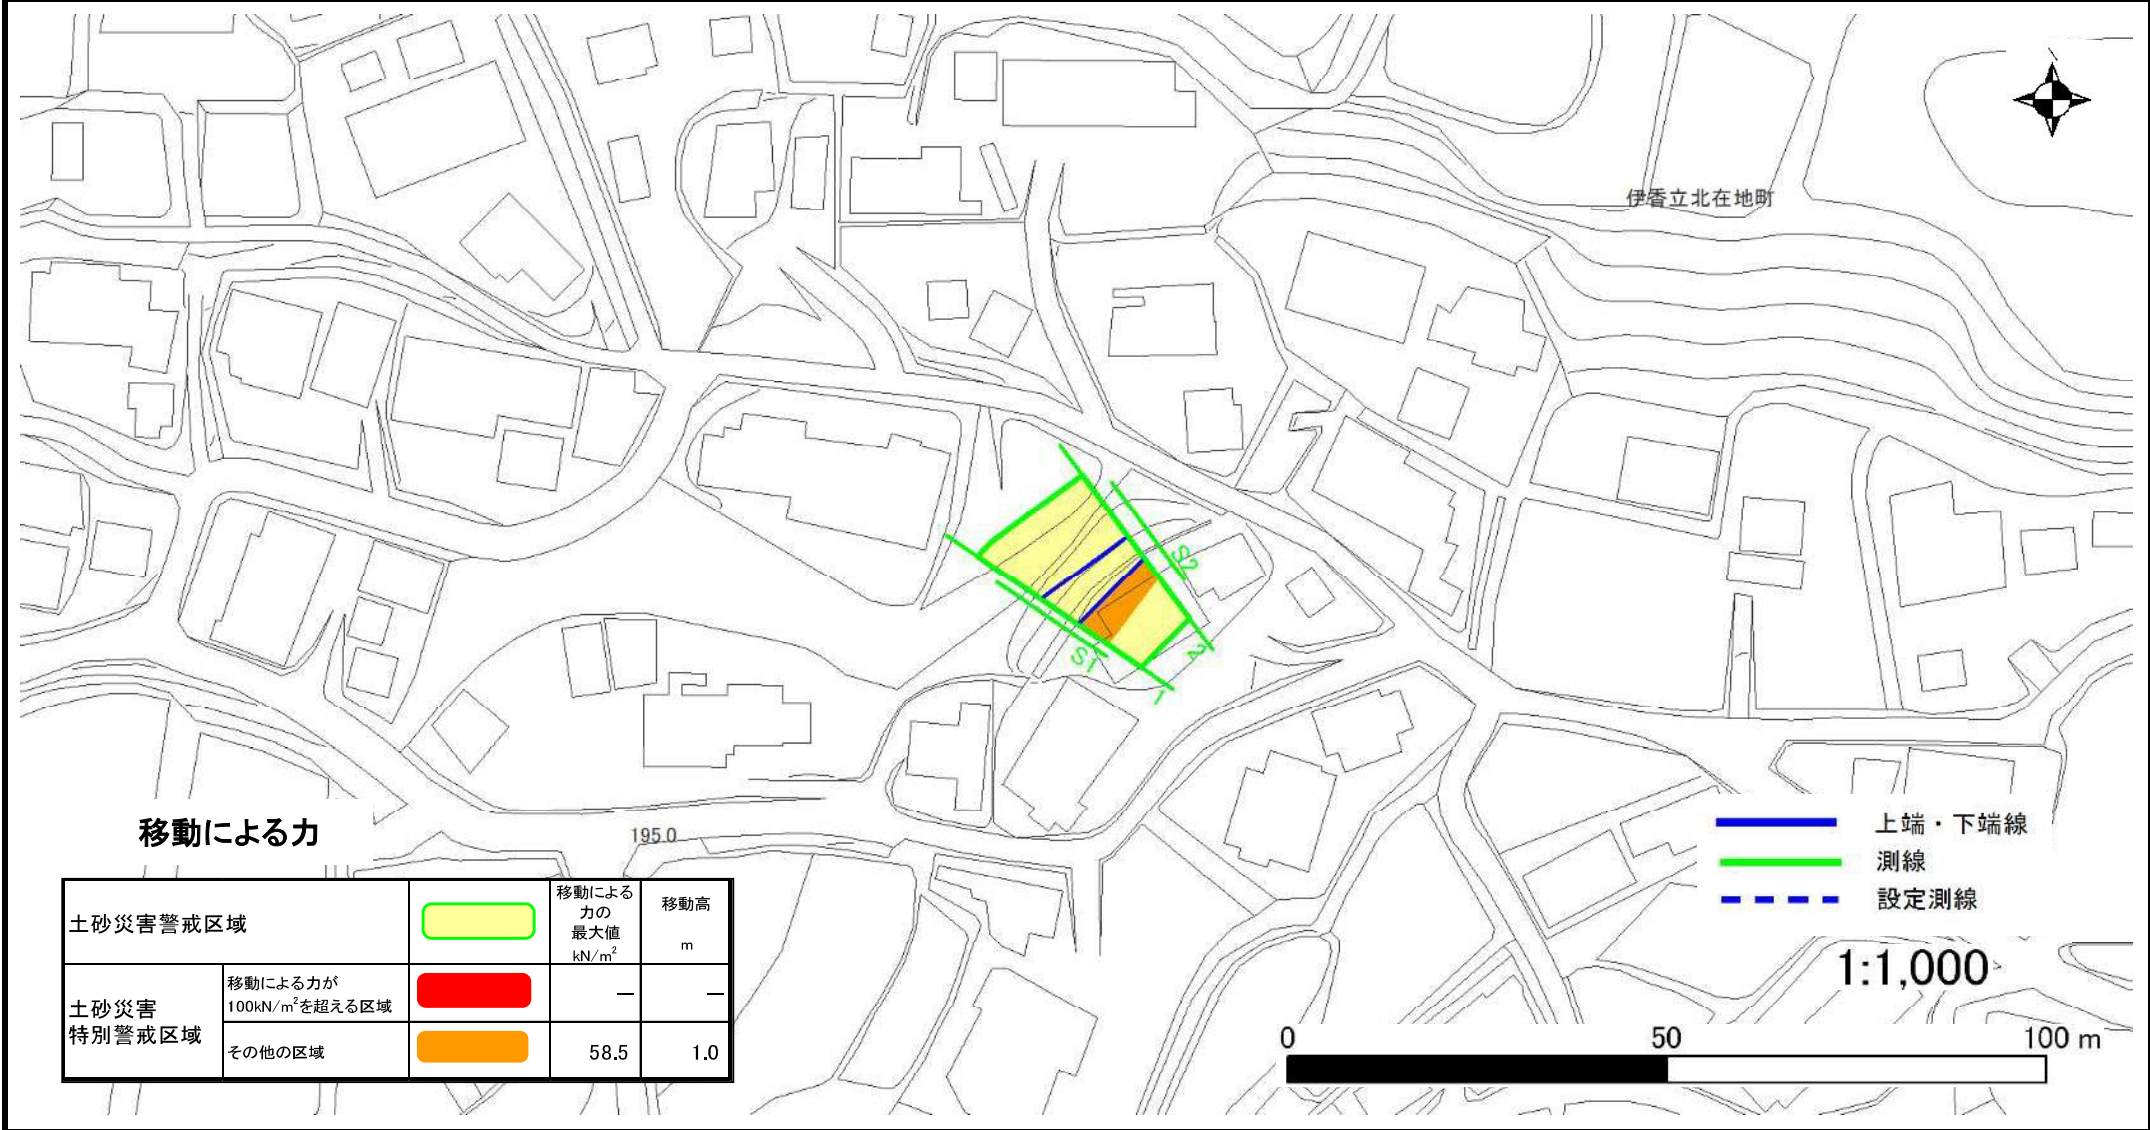 伊香立北在地町
S2
S1
2
1
195.0
移動による力
土砂災害警戒区域
移動による
力の
最大値
kN/m²
移動高
m
土砂災害
特別警戒区域
移動による力が
100kN/m²を超える区域
—
—
その他の区域
58.5
1.0
上端・下端線
測線
設定測線
1:1,000
0
50
100 m